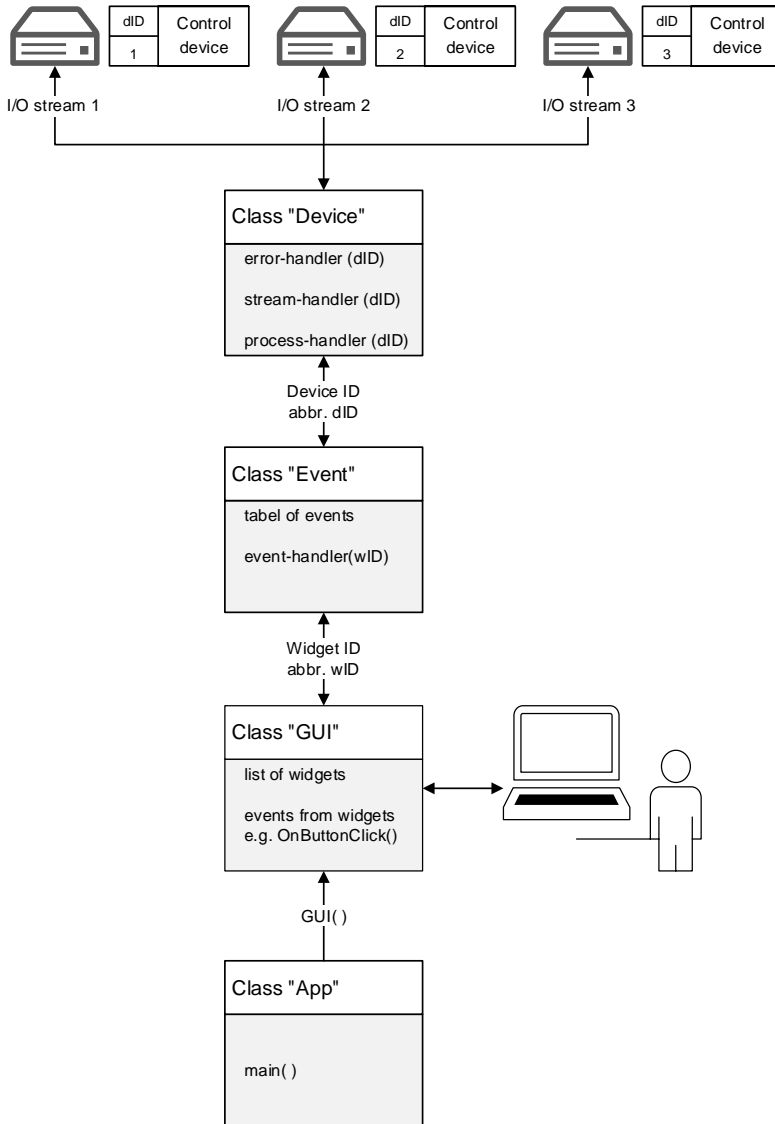 dID
1
Control
device
dID
2
Control
device
dID
3
Control
device
I/O stream 1
I/O stream 2
I/O stream 3
Class "Device"
error-handler (dID)
stream-handler (dID)
process-handler (dID)
Device ID
abbr. dID
Class "Event"
tabel of events
event-handler(wID)
Widget ID
abbr. wID
Class "GUI"
list of widgets
events from widgets
e.g. OnButtonClick()
GUI( )
Class "App"
main( )